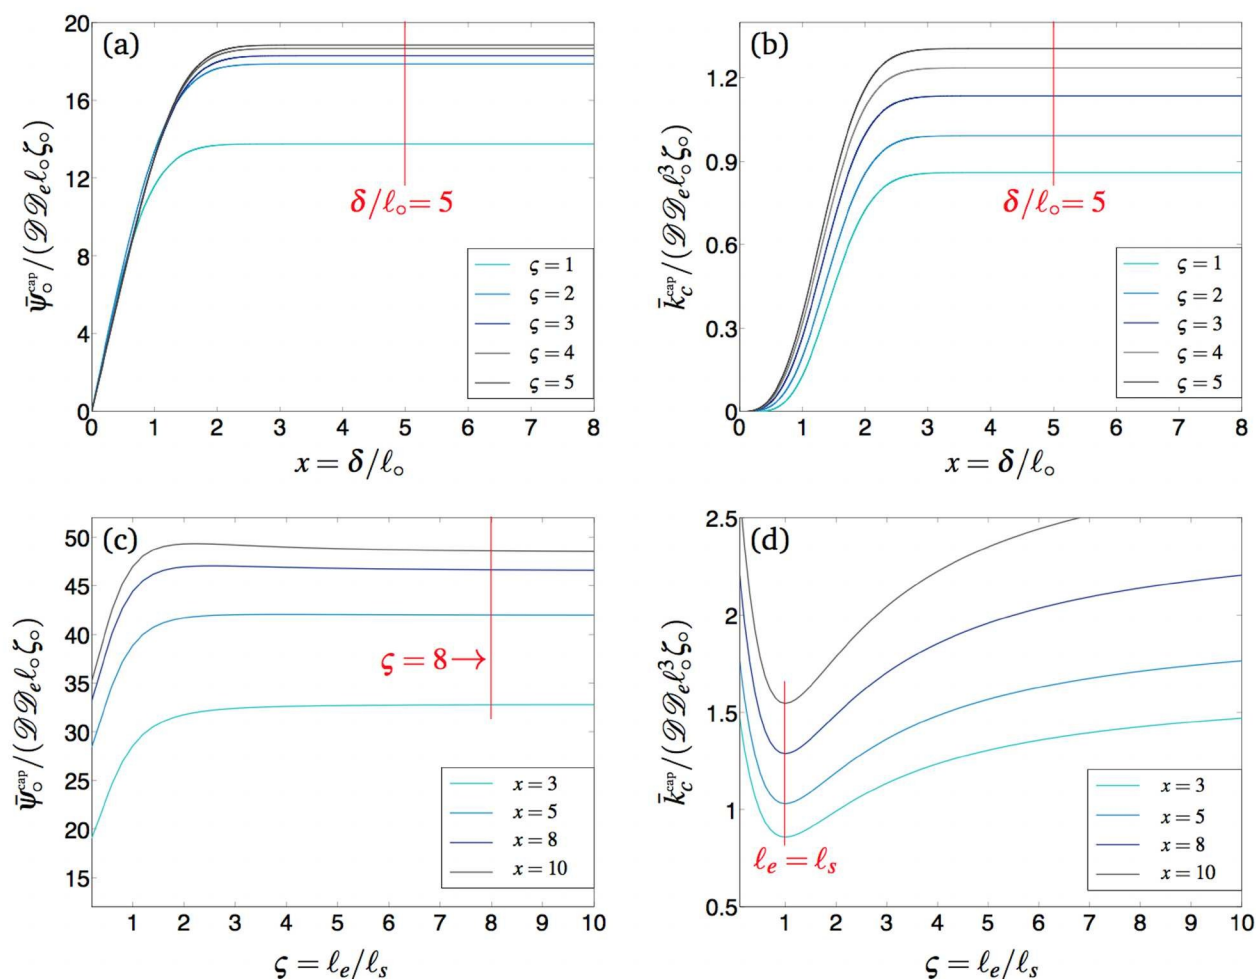 (a)
20
16
12
8
4
0
ψ̄∘ᶜᵃᵖ/(𝒟𝒟ₑℓ∘ζ∘)
δ/ℓ∘= 5
ς = 1
ς = 2
ς = 3
ς = 4
ς = 5
0 1 2 3 4 5 6 7 8
x = δ/ℓ∘
(b)
1.2
0.9
0.6
0.3
0
k̄_cᶜᵃᵖ/(𝒟𝒟ₑℓ∘³ζ∘)
δ/ℓ∘= 5
ς = 1
ς = 2
ς = 3
ς = 4
ς = 5
0 1 2 3 4 5 6 7 8
x = δ/ℓ∘
(c)
50
45
40
35
30
25
20
15
ψ̄∘ᶜᵃᵖ/(𝒟𝒟ₑℓ∘ζ∘)
ς = 8→
x = 3
x = 5
x = 8
x = 10
1 2 3 4 5 6 7 8 9 10
ς = ℓₑ/ℓₛ
(d)
2.5
2
1.5
1
0.5
k̄_cᶜᵃᵖ/(𝒟𝒟ₑℓ∘³ζ∘)
ℓₑ = ℓₛ
x = 3
x = 5
x = 8
x = 10
1 2 3 4 5 6 7 8 9 10
ς = ℓₑ/ℓₛ